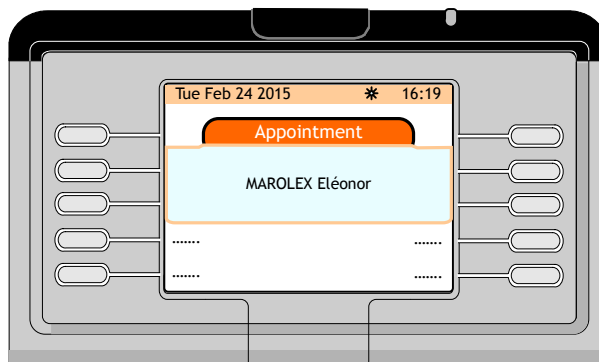 Tue Feb 24 2015 ✱ 16:19
Appointment
MAROLEX Eléonor
....... .......
....... .......